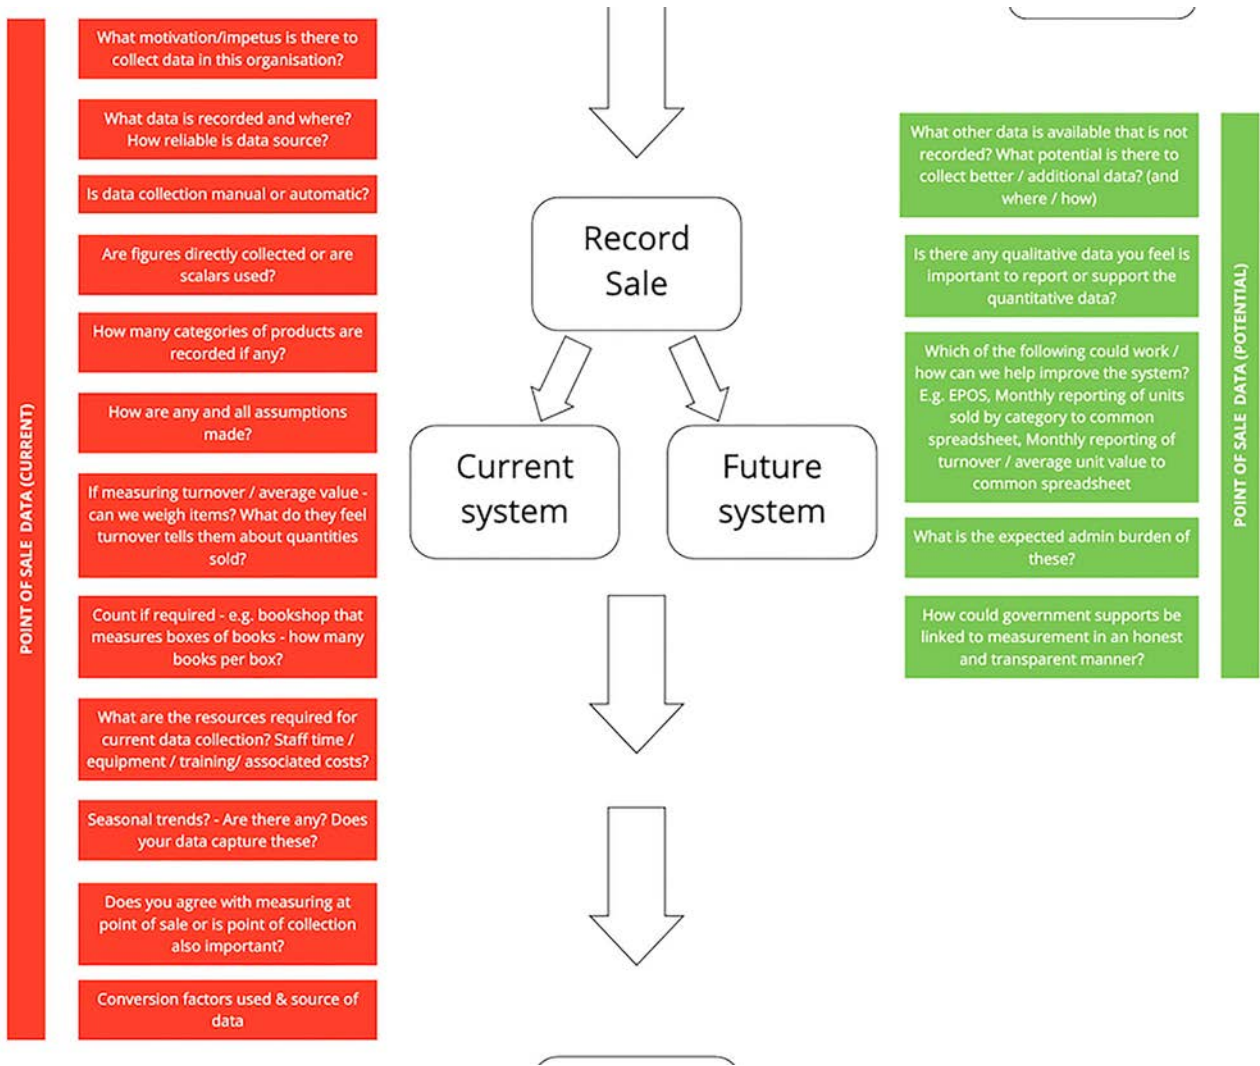 POINT OF SALE  DATA (CURRENT)
What motivation/impetus is there to
collect data in this organisation?
What data is recorded and where?
How reliable is data source?
Is data collection manual or automatic?
Are figures directly collected or are
scalars used?
How many categories of products are
recorded if any?
How are any and all assumptions
made?
If measuring turnover / average value -
can we weigh items? What do they feel
turnover tells them about quantities
sold?
Count if required - e.g. bookshop that
measures boxes of books - how many
books per box?
What are the resources required for
current data collection? Staff time /
equipment / training/ associated costs?
Seasonal trends? - Are there any? Does
your data capture these?
Does you agree with measuring at
point of sale or is point of collection
also important?
Conversion factors used & source of
data
Record
Sale
Current
system
Future
system
What other data is available that is not
recorded? What potential is there to
collect better / additional data? (and
where / how)
Is there any qualitative data you feel is
important to report or support the
quantitative data?
Which of the following could work /
how can we help improve the system?
E.g. EPOS, Monthly reporting of units
sold by category to common
spreadsheet, Monthly reporting of
turnover / average unit value to
common spreadsheet
What is the expected admin burden of
these?
How could government supports be
linked to measurement in an honest
and transparent manner?
POINT OF SALE  DATA (POTENTIAL)